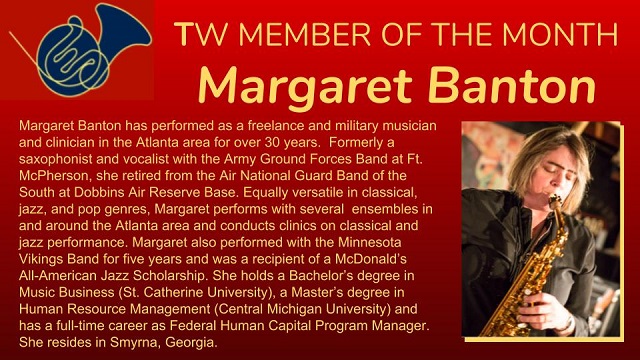 TW MEMBER OF THE MONTH
Margaret Banton
Margaret Banton has performed as a freelance and military musician
and clinician in the Atlanta area for over 30 years.  Formerly a
saxophonist and vocalist with the Army Ground Forces Band at Ft.
McPherson, she retired from the Air National Guard Band of the
South at Dobbins Air Reserve Base. Equally versatile in classical,
jazz, and pop genres, Margaret performs with several  ensembles in
and around the Atlanta area and conducts clinics on classical and
jazz performance. Margaret also performed with the Minnesota
Vikings Band for five years and was a recipient of a McDonald's
All-American Jazz Scholarship. She holds a Bachelor's degree in
Music Business (St. Catherine University), a Master's degree in
Human Resource Management (Central Michigan University) and
has a full-time career as Federal Human Capital Program Manager.
She resides in Smyrna, Georgia.